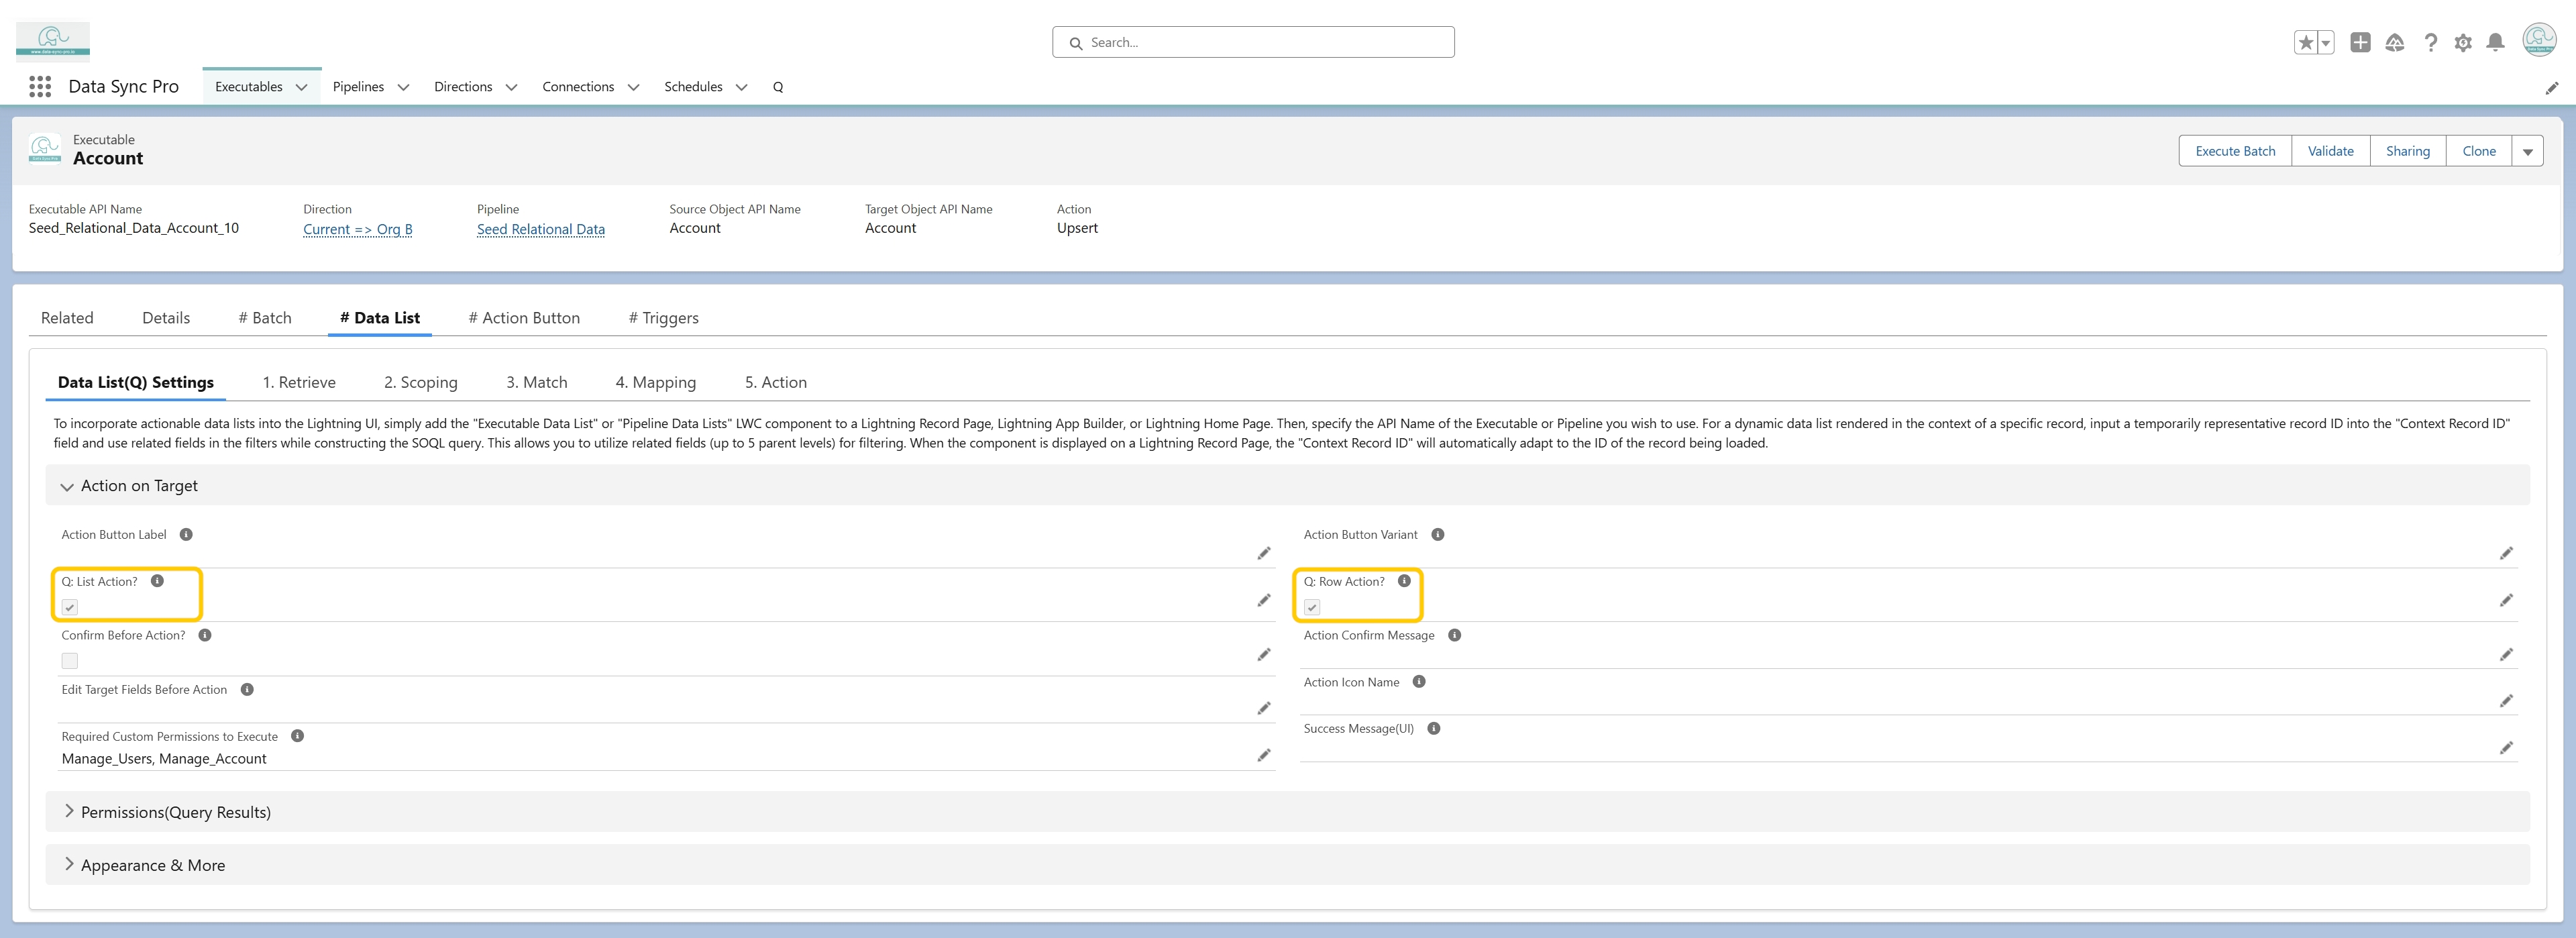 www.data-sync-pro.io
Search...
Data Sync Pro
Executables
Pipelines
Directions
Connections
Schedules
Q
Executable
Account
Execute Batch
Validate
Sharing
Clone
Executable API Name
Seed_Relational_Data_Account_10
Direction
Current => Org B
Pipeline
Seed Relational Data
Source Object API Name
Account
Target Object API Name
Account
Action
Upsert
Related
Details
# Batch
# Data List
# Action Button
# Triggers
Data List(Q) Settings
1. Retrieve
2. Scoping
3. Match
4. Mapping
5. Action
To incorporate actionable data lists into the Lightning UI, simply add the "Executable Data List" or "Pipeline Data Lists" LWC component to a Lightning Record Page, Lightning App Builder, or Lightning Home Page. Then, specify the API Name of the Executable or Pipeline you wish to use. For a dynamic data list rendered in the context of a specific record, input a temporarily representative record ID into the "Context Record ID"
field and use related fields in the filters while constructing the SOQL query. This allows you to utilize related fields (up to 5 parent levels) for filtering. When the component is displayed on a Lightning Record Page, the "Context Record ID" will automatically adapt to the ID of the record being loaded.
Action on Target
Action Button Label
Action Button Variant
Q: List Action?
Q: Row Action?
Confirm Before Action?
Action Confirm Message
Edit Target Fields Before Action
Action Icon Name
Required Custom Permissions to Execute
Manage_Users, Manage_Account
Success Message(UI)
Permissions(Query Results)
Appearance & More